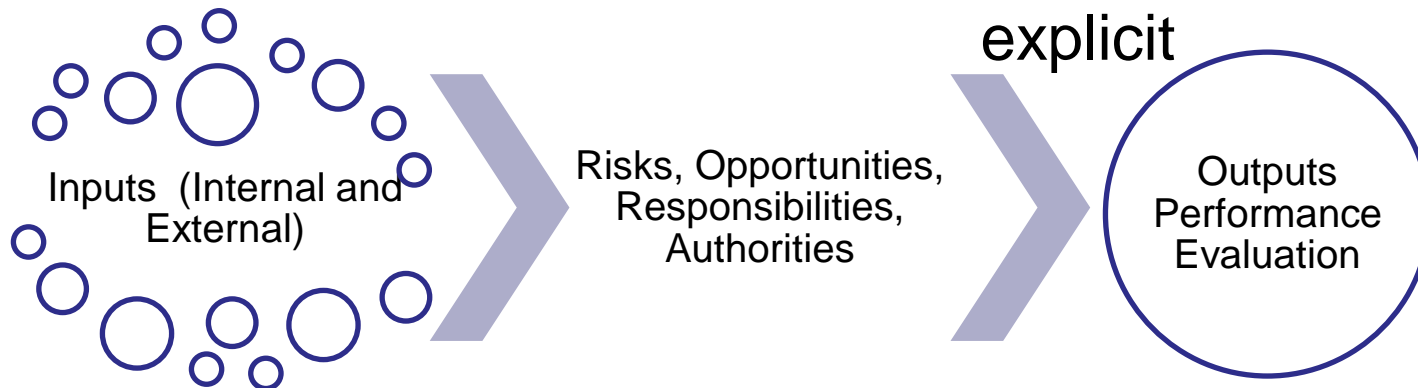 explicit
Inputs (Internal and
External)
Risks, Opportunities,
Responsibilities,
Authorities
Outputs
Performance
Evaluation